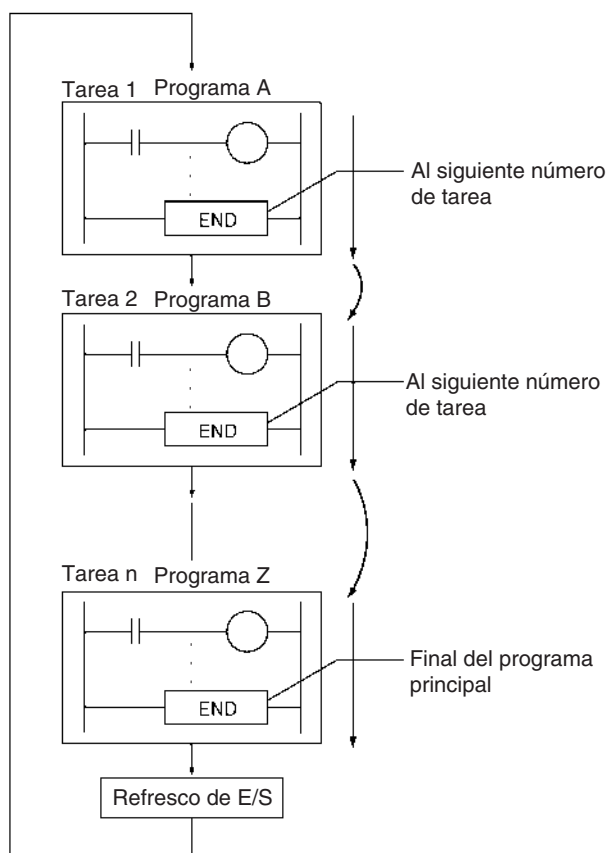 Tarea 1 Programa A
END
Al siguiente número
de tarea
Tarea 2 Programa B
END
Al siguiente número
de tarea
Tarea n Programa Z
END
Final del programa
principal
Refresco de E/S